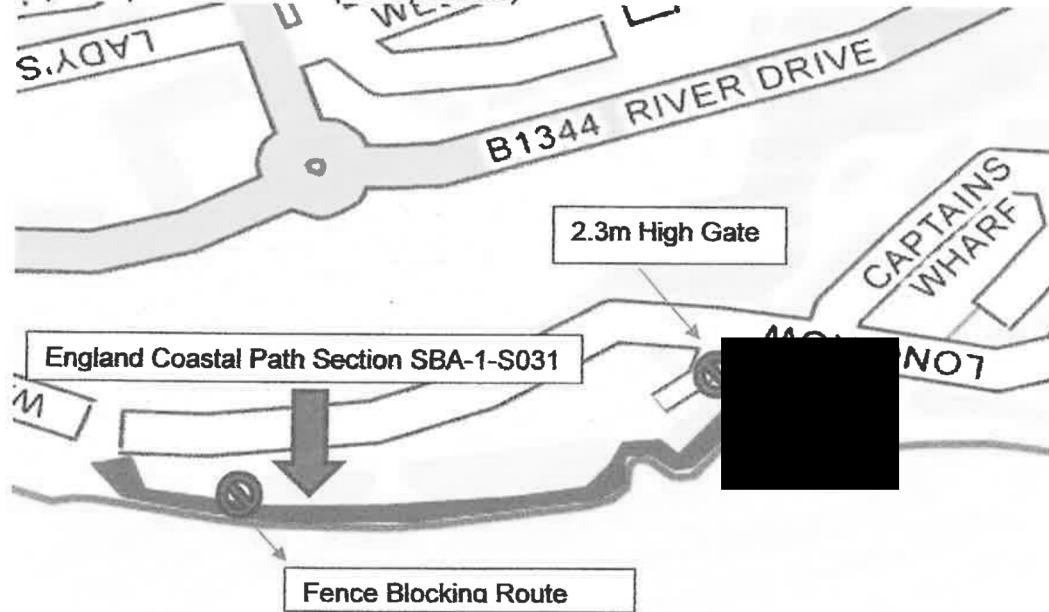 LADY'S
B1344 RIVER DRIVE
2.3m High Gate
CAPTAINS
WHARF
England Coastal Path Section SBA-1-S031
Fence Blocking Route